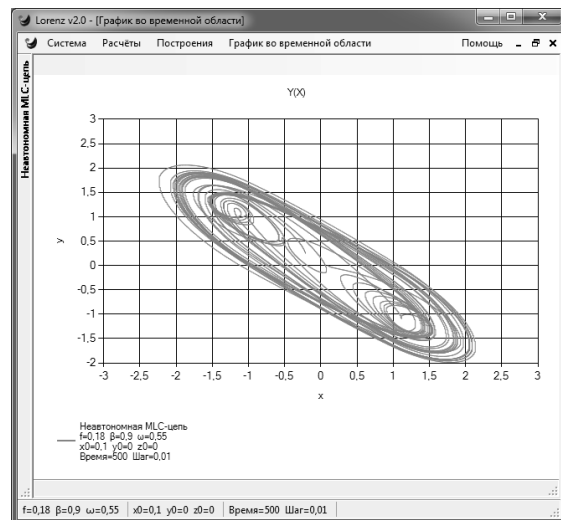 Lorenz v2.0 - [График во временной области]
Система Расчёты Построения График во временной области Помощь
Неавтономная MLC-цепь
Y(X)
3
2,5
2
1,5
1
0,5
0
-0,5
-1
-1,5
-2
y
-3 -2,5 -2 -1,5 -1 -0,5 0 0,5 1 1,5 2 2,5 3
x
Неавтономная MLC-цепь
f=0,18 β=0,9 ω=0,55
x0=0,1 y0=0 z0=0
Время=500 Шаг=0,01
f=0,18 β=0,9 ω=0,55 x0=0,1 y0=0 z0=0 Время=500 Шаг=0,01